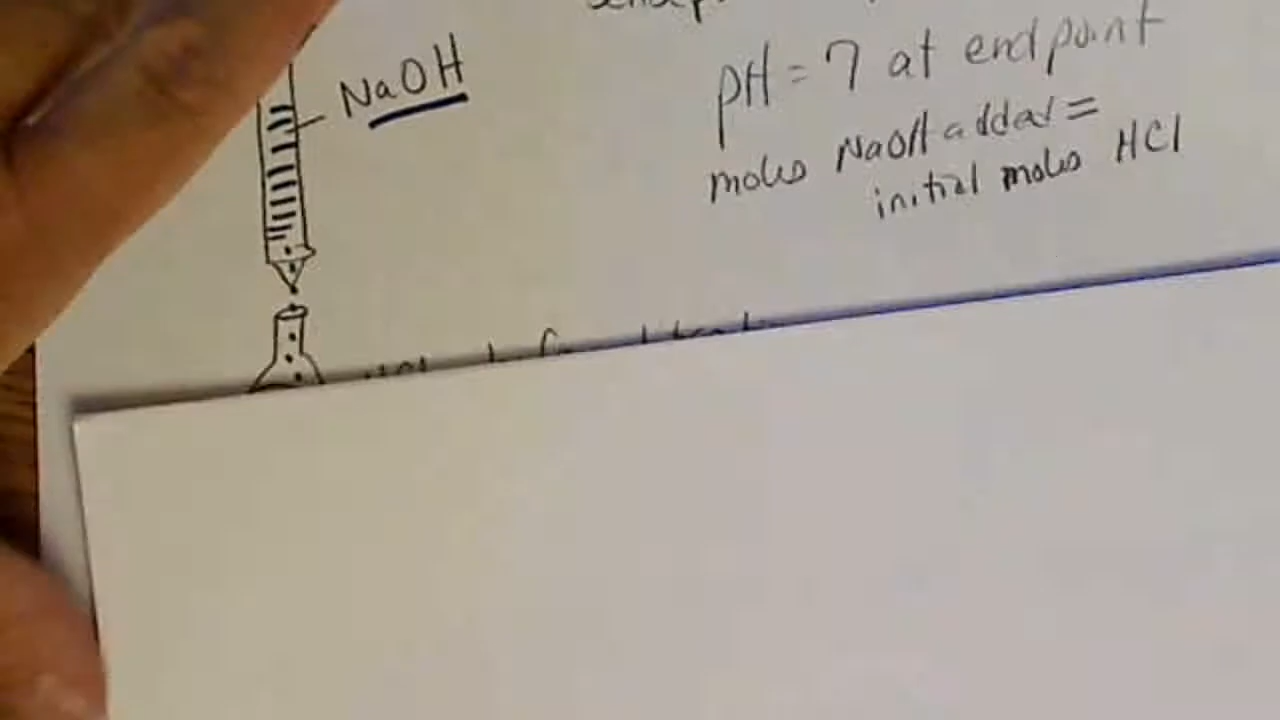 NaOH
pH = 7 at endpoint
moles NaOH added =
initial moles HCl